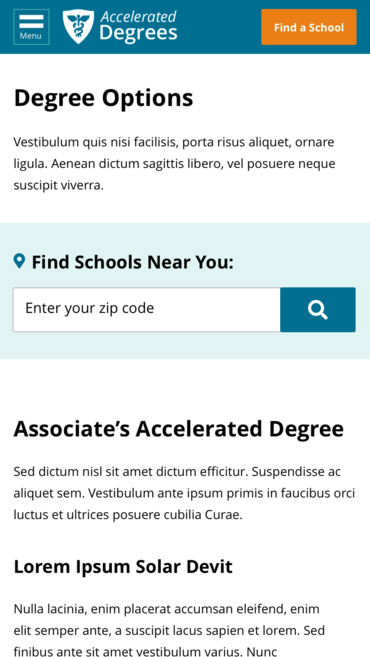 Menu
Accelerated
Degrees
Find a School
Degree Options
Vestibulum quis nisi facilisis, porta risus aliquet, ornare
ligula. Aenean dictum sagittis libero, vel posuere neque
suscipit viverra.
Find Schools Near You:
Enter your zip code
Associate’s Accelerated Degree
Sed dictum nisl sit amet dictum efficitur. Suspendisse ac
aliquet sem. Vestibulum ante ipsum primis in faucibus orci
luctus et ultrices posuere cubilia Curae.
Lorem Ipsum Solar Devit
Nulla lacinia, enim placerat accumsan eleifend, enim
elit semper ante, a suscipit lacus sapien et lorem. Sed
finibus ante sit amet vestibulum varius. Nunc